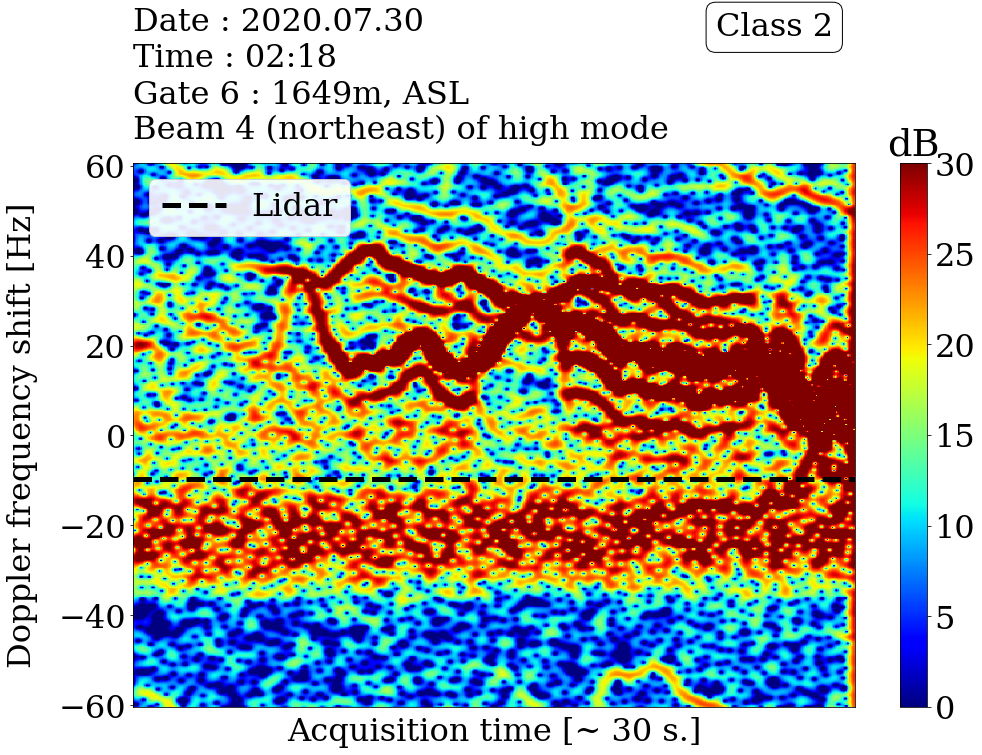 Date : 2020.07.30
Time : 02:18
Gate 6 : 1649m, ASL
Beam 4 (northeast) of high mode
Class 2
dB
60
40
20
0
−20
−40
−60
Doppler frequency shift [Hz]
Lidar
Acquisition time [~ 30 s.]
30
25
20
15
10
5
0